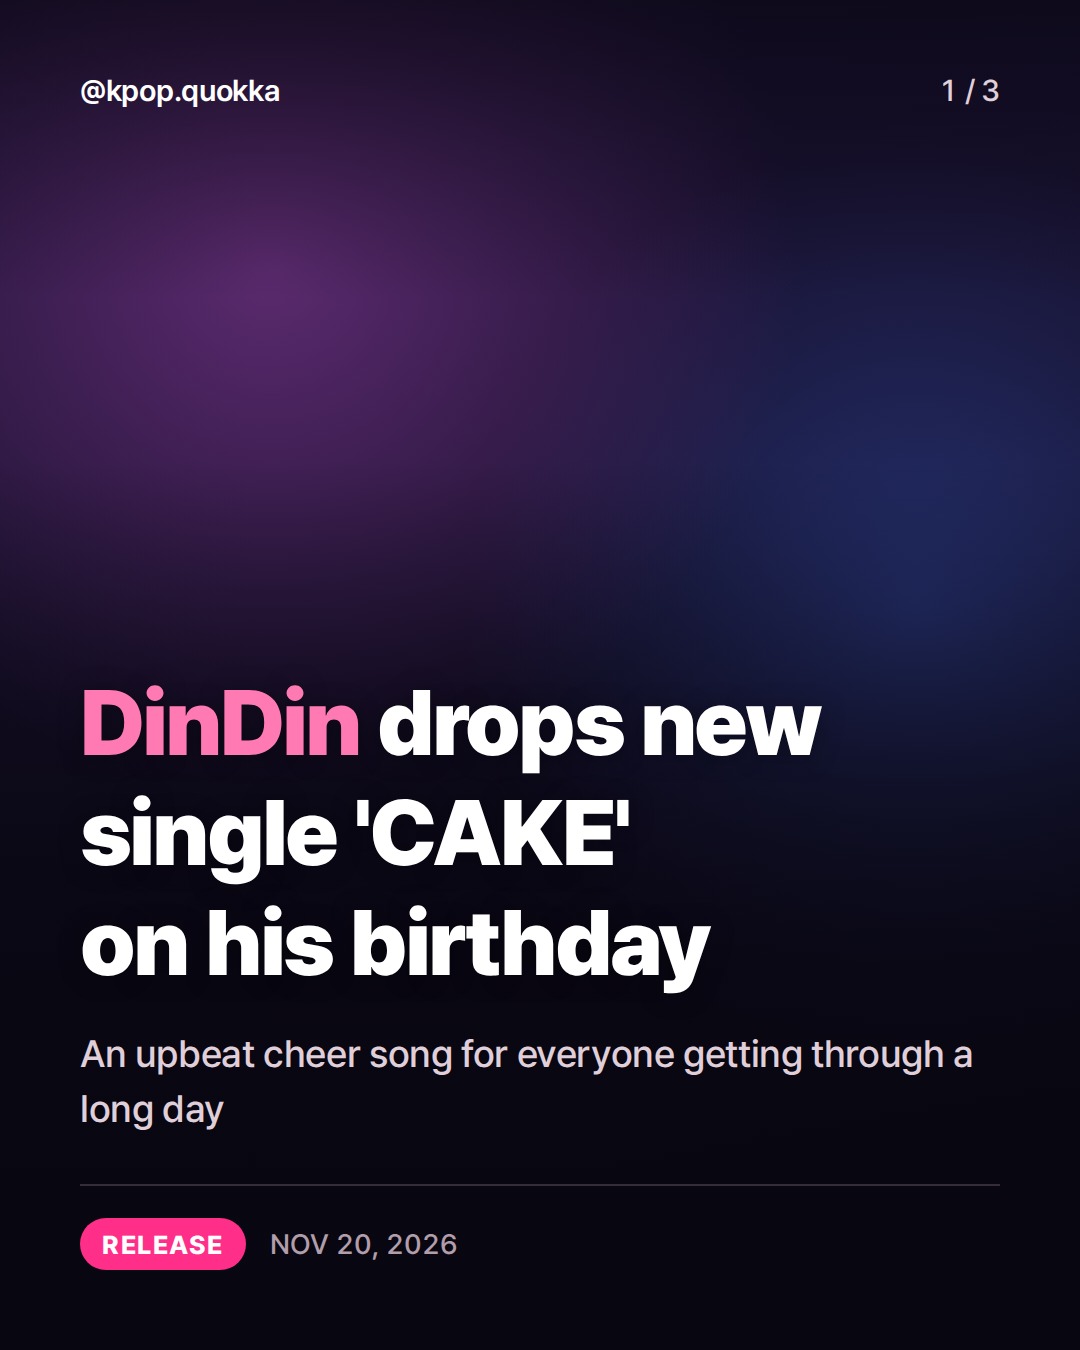 @kpop.quokka
1 / 3
DinDin drops new
single 'CAKE'
on his birthday
An upbeat cheer song for everyone getting through a
long day
RELEASE
NOV 20, 2026